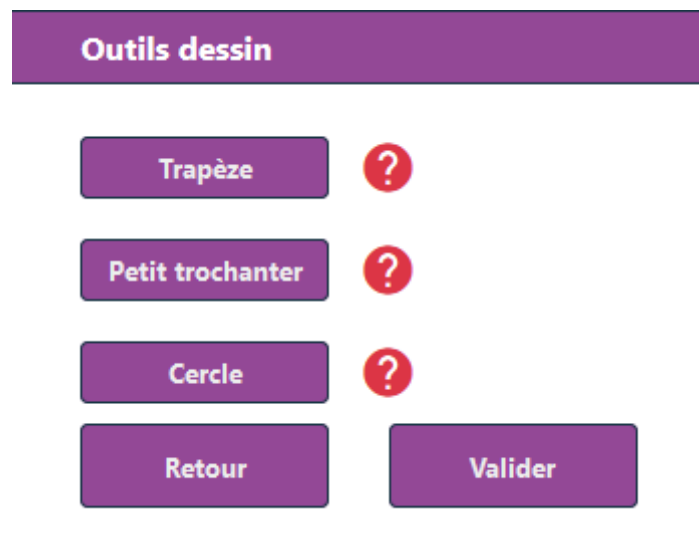 Outils dessin
Trapèze
?
Petit trochanter
?
Cercle
?
Retour
Valider